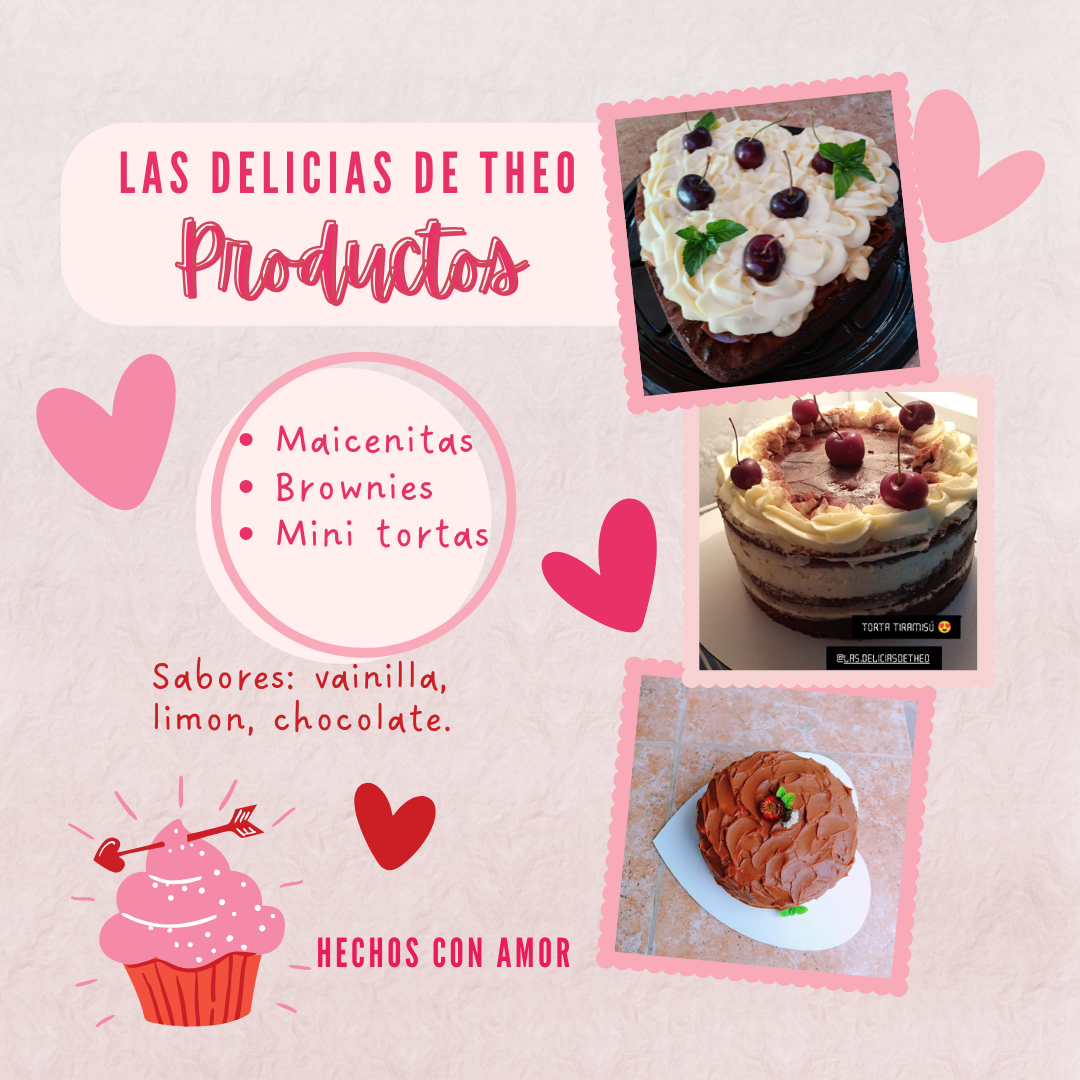 LAS DELICIAS DE THEO
Productos
• Maicenitas
• Brownies
• Mini tortas
Sabores: vainilla,
limon, chocolate.
HECHOS CON AMOR
TORTA TIRAMISÚ 😍
@LAS.DELICIASDETHEO